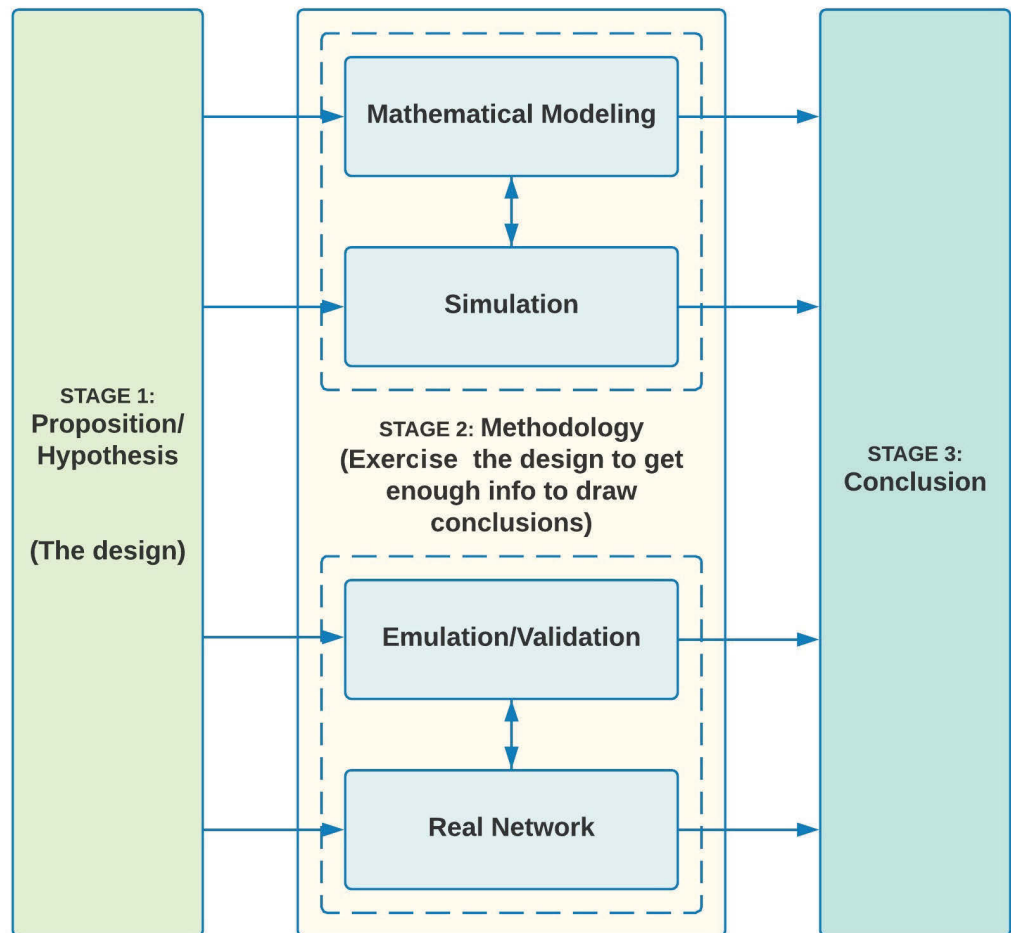 STAGE 1:
Proposition/
Hypothesis
(The design)
Mathematical Modeling
Simulation
STAGE 2: Methodology
(Exercise the design to get
enough info to draw
conclusions)
Emulation/Validation
Real Network
STAGE 3:
Conclusion